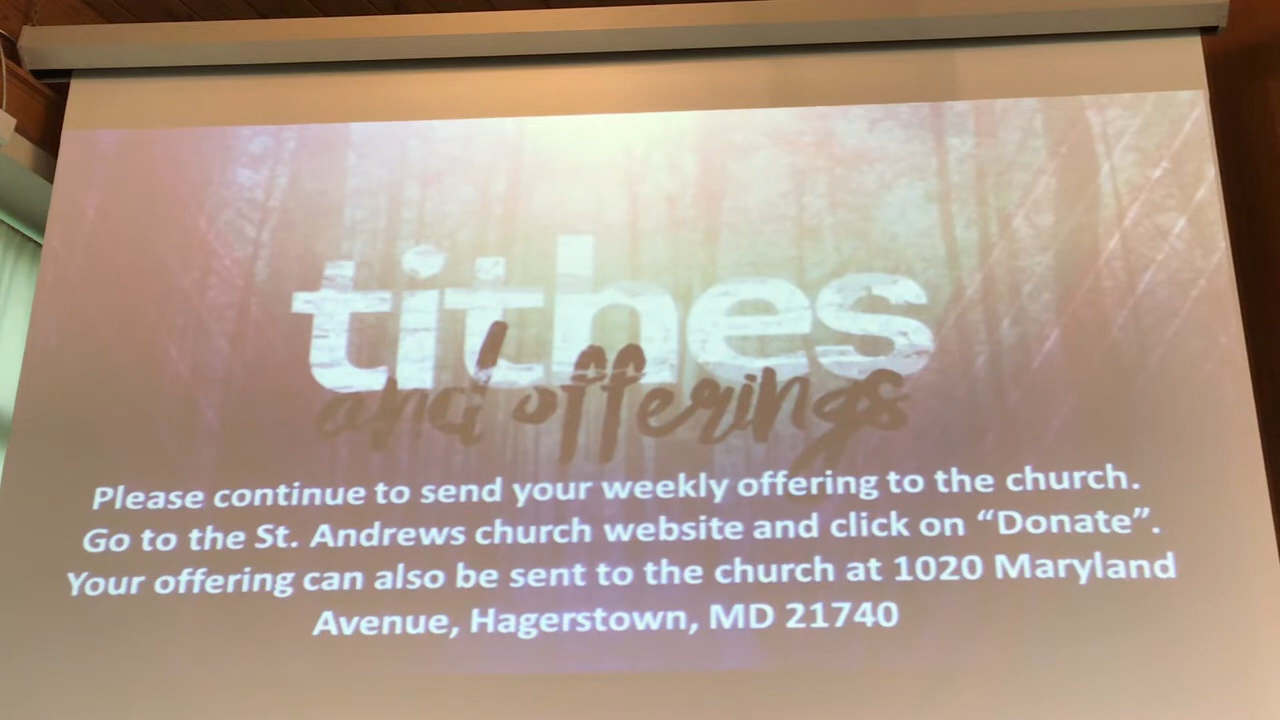 tithes
and offerings
Please continue to send your weekly offering to the church.
Go to the St. Andrews church website and click on “Donate”.
Your offering can also be sent to the church at 1020 Maryland
Avenue, Hagerstown, MD 21740